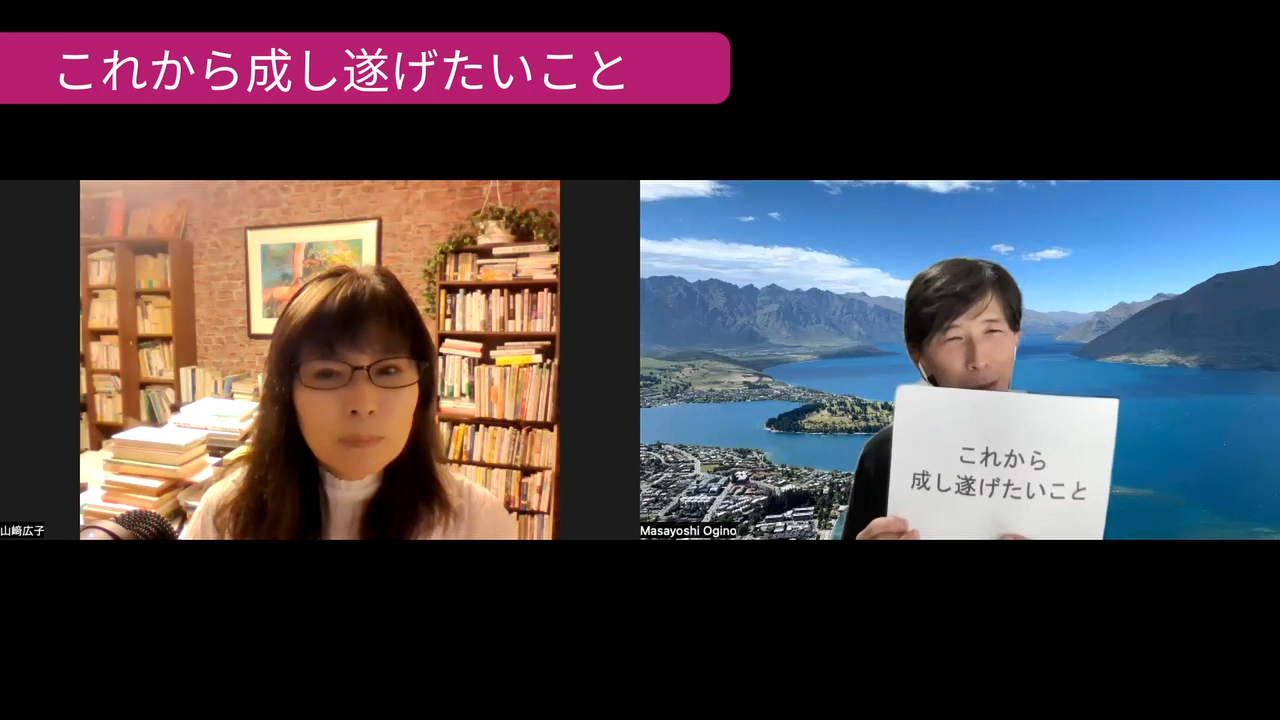 これから成し遂げたいこと
これから
成し遂げたいこと
山﨑広子
Masayoshi Ogino